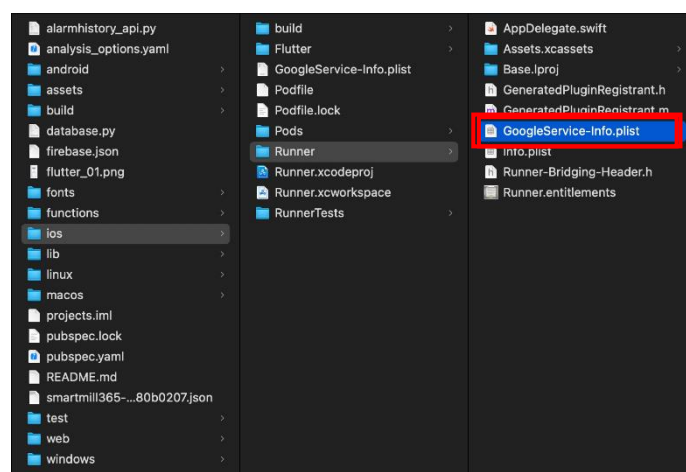 alarmhistory_api.py
analysis_options.yaml
android
assets
build
database.py
firebase.json
flutter_01.png
fonts
functions
ios
lib
linux
macos
projects.iml
pubspec.lock
pubspec.yaml
README.md
smartmill365-...80b0207.json
test
web
windows
build
Flutter
GoogleService-Info.plist
Podfile
Podfile.lock
Pods
Runner
Runner.xcodeproj
Runner.xcworkspace
RunnerTests
AppDelegate.swift
Assets.xcassets
Base.lproj
h GeneratedPluginRegistrant.h
m GeneratedPluginRegistrant.m
GoogleService-Info.plist
Info.plist
h Runner-Bridging-Header.h
Runner.entitlements